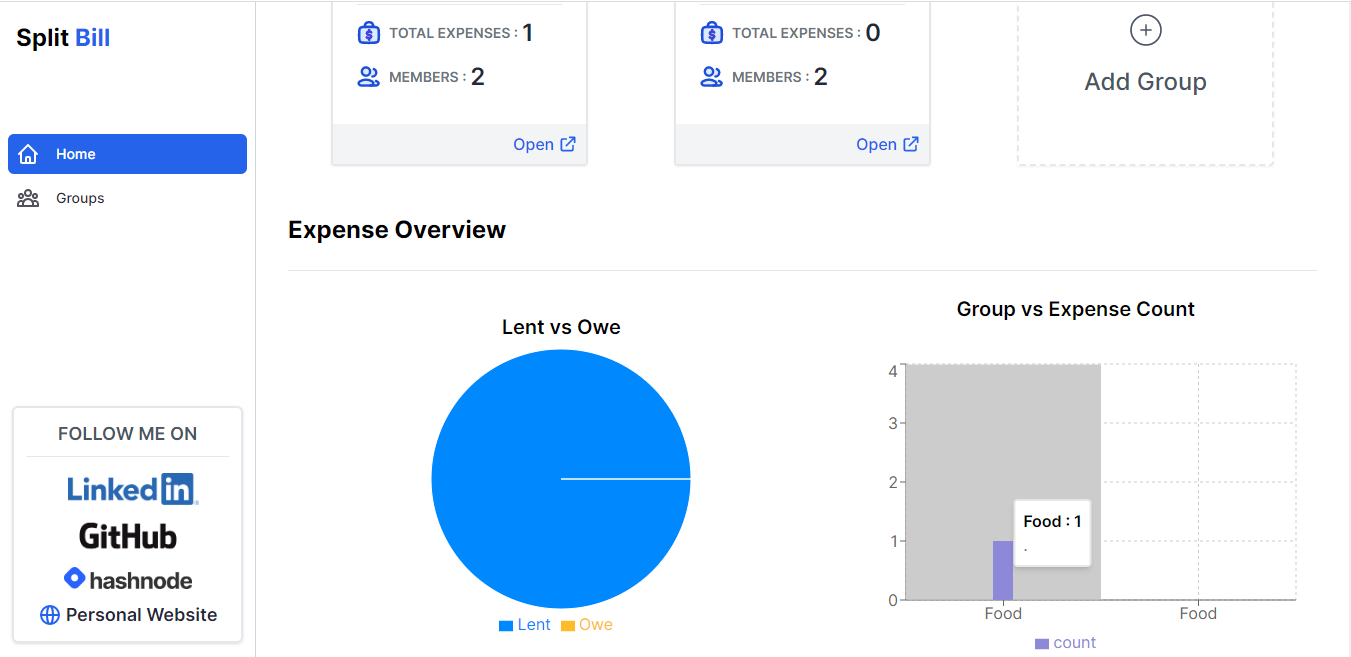 Split Bill
Home
Groups
FOLLOW ME ON
LinkedIn
GitHub
hashnode
Personal Website
TOTAL EXPENSES : 1
MEMBERS : 2
Open
TOTAL EXPENSES : 0
MEMBERS : 2
Open
Add Group
Expense Overview
Lent vs Owe
Lent Owe
Group vs Expense Count
4
3
2
1
0
Food : 1
.
Food Food
count